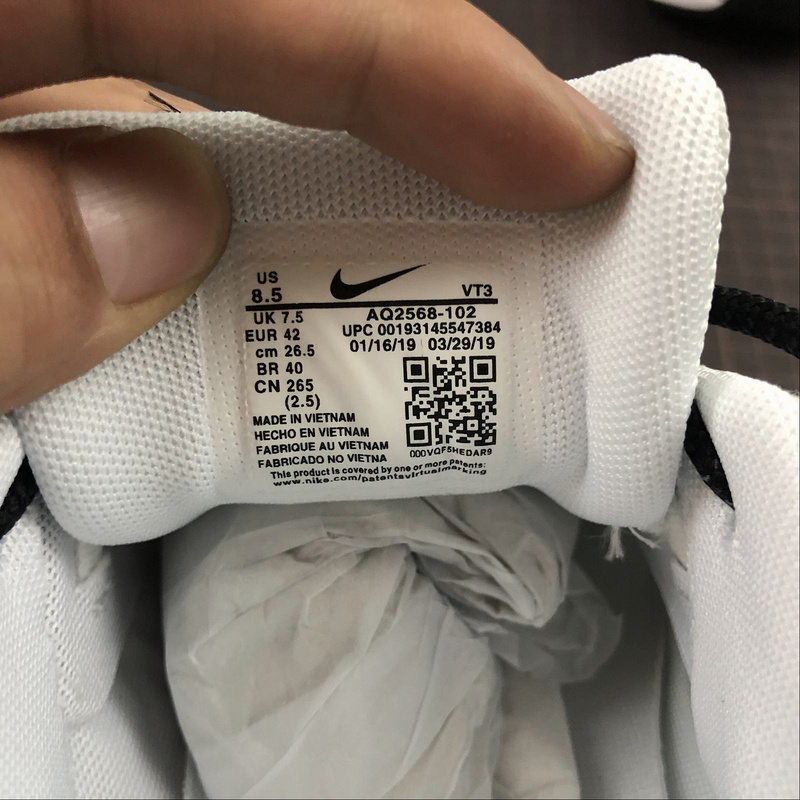 US
8.5 VT3
UK 7.5 AQ2568-102
EUR 42 UPC 00193145547384
cm 26.5 01/16/19 03/29/19
BR 40
CN 265
(2.5)
MADE IN VIETNAM
HECHO EN VIETNAM
FABRIQUE AU VIETNAM
FABRICADO NO VIETNA
000VQF5HEDAR9
This product is covered by one or more patents:
www.nike.com/patentsvirtualmarking